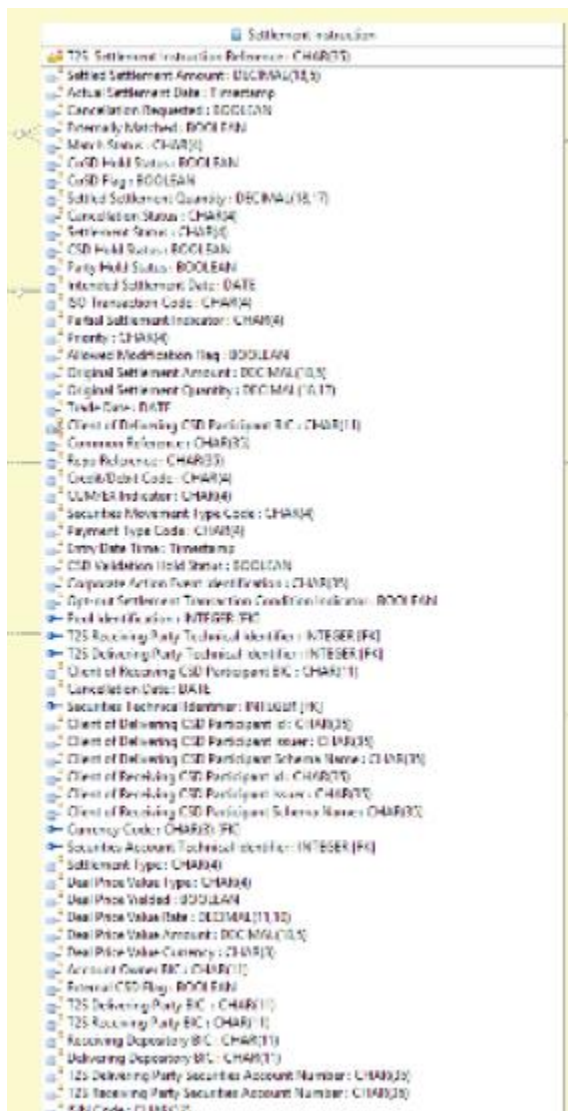 Settlement Instruction
T2S Settlement Instruction Reference : CHAR(35)
Settled Settlement Amount : DECIMAL(18,5)
Actual Settlement Date : Timestamp
Cancellation Requested : BOOLEAN
Externally Matched : BOOLEAN
Match Status : CHAR(4)
CoSD Hold Status : BOOLEAN
CoSD Flag : BOOLEAN
Settled Settlement Quantity : DECIMAL(18,17)
Cancellation Status : CHAR(4)
Settlement Status : CHAR(4)
CSD Hold Status : BOOLEAN
Party Hold Status : BOOLEAN
Intended Settlement Date : DATE
ISO Transaction Code : CHAR(4)
Partial Settlement Indicator : CHAR(4)
Priority : CHAR(4)
Allowed Modification Flag : BOOLEAN
Original Settlement Amount : DECIMAL(18,5)
Original Settlement Quantity : DECIMAL(18,17)
Trade Date : DATE
Client of Delivering CSD Participant BIC : CHAR(11)
Common Reference : CHAR(35)
Repo Reference : CHAR(35)
Credit/Debit Code : CHAR(4)
CUM/EX Indicator : CHAR(4)
Securities Movement Type Code : CHAR(4)
Payment Type Code : CHAR(4)
Entry Date Time : Timestamp
CSD Validation Hold Status : BOOLEAN
Corporate Action Event Identification : CHAR(35)
Opt-out Settlement Transaction Condition Indicator : BOOLEAN
Pool Identification : INTEGER [FK]
T2S Receiving Party Technical Identifier : INTEGER [FK]
T2S Delivering Party Technical Identifier : INTEGER [FK]
Client of Receiving CSD Participant BIC : CHAR(11)
Cancellation Date : DATE
Securities Technical Identifier : INTEGER [FK]
Client of Delivering CSD Participant Id : CHAR(35)
Client of Delivering CSD Participant Issuer : CHAR(35)
Client of Delivering CSD Participant Schema Name : CHAR(35)
Client of Receiving CSD Participant Id : CHAR(35)
Client of Receiving CSD Participant Issuer : CHAR(35)
Client of Receiving CSD Participant Schema Name : CHAR(35)
Currency Code : CHAR(3) [FK]
Securities Account Technical Identifier : INTEGER [FK]
Settlement Type : CHAR(4)
Deal Price Value Type : CHAR(4)
Deal Price Yielded : BOOLEAN
Deal Price Value Rate : DECIMAL(11,10)
Deal Price Value Amount : DECIMAL(18,5)
Deal Price Value Currency : CHAR(3)
Account Owner BIC : CHAR(11)
External CSD Flag : BOOLEAN
T2S Delivering Party BIC : CHAR(11)
T2S Receiving Party BIC : CHAR(11)
Receiving Depository BIC : CHAR(11)
Delivering Depository BIC : CHAR(11)
T2S Delivering Party Securities Account Number : CHAR(35)
T2S Receiving Party Securities Account Number : CHAR(35)
ISIN Code : CHAR(12)